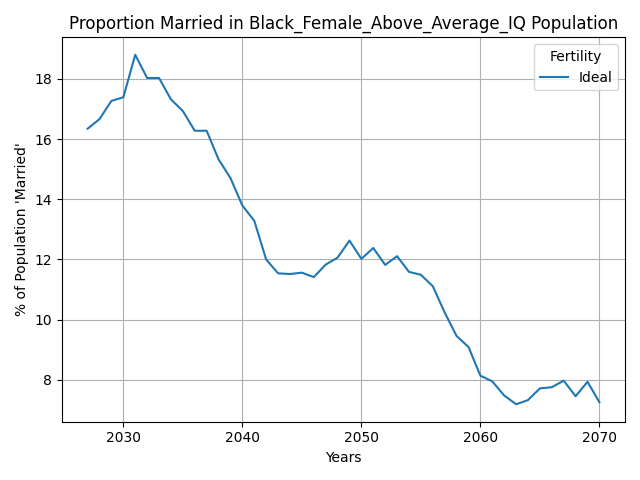 Proportion Married in Black_Female_Above_Average_IQ Population
Fertility
Ideal
% of Population 'Married'
18
16
14
12
10
8
2030 2040 2050 2060 2070
Years